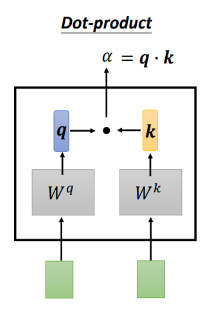 Dot-product
α = q · k
q k
W^q W^k